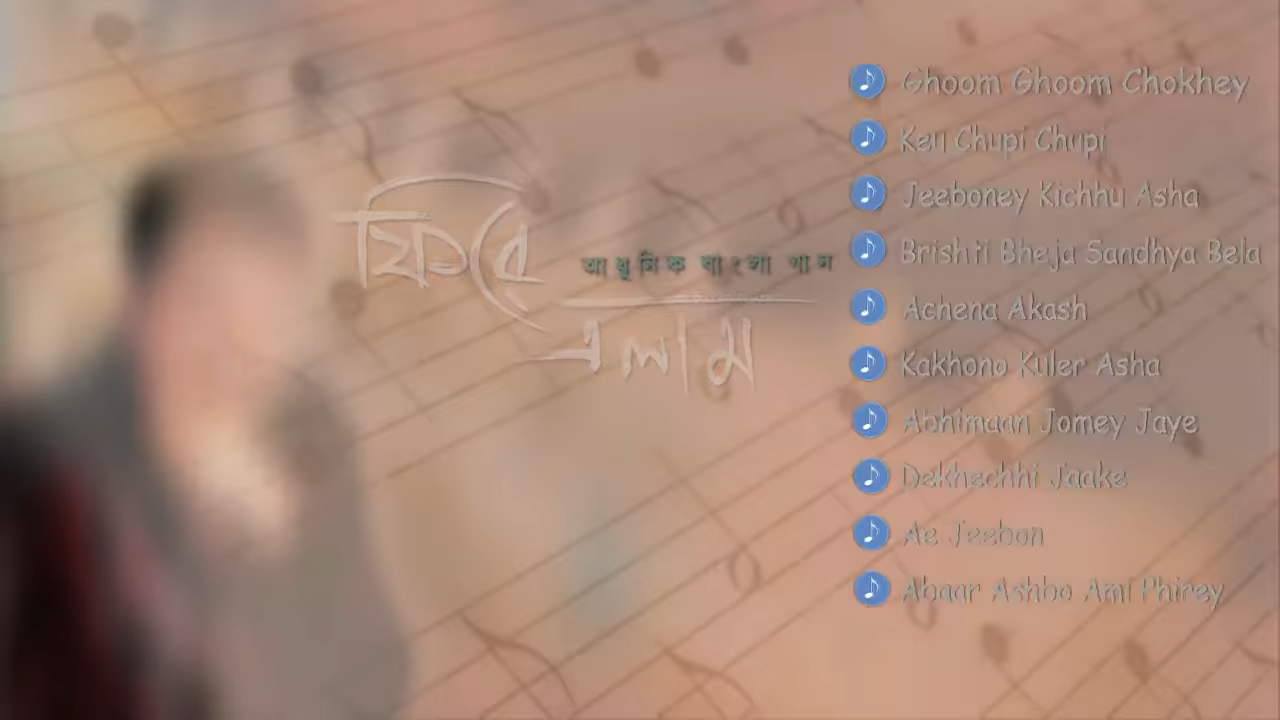 ফিরে
আধুনিক বাংলা গান
এলাম
Ghoom Ghoom Chokhey
Keu Chupi Chupi
Jeeboney Kichhu Asha
Brishti Bheja Sandhya Bela
Achena Akash
Kakhono Kuler Asha
Abhimaan Jomey Jaye
Dekhechhi Jaake
Ae Jeebon
Abaar Ashbo Ami Phirey